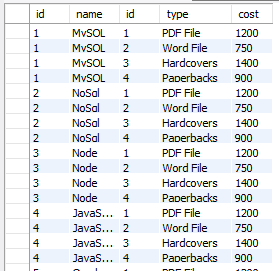 id name id type cost
1 MySQL 1 PDF File 1200
1 MySQL 2 Word File 750
1 MySQL 3 Hardcovers 1400
1 MySQL 4 Paperbacks 900
2 NoSql 1 PDF File 1200
2 NoSql 2 Word File 750
2 NoSql 3 Hardcovers 1400
2 NoSql 4 Paperbacks 900
3 Node 1 PDF File 1200
3 Node 2 Word File 750
3 Node 3 Hardcovers 1400
3 Node 4 Paperbacks 900
4 JavaS... 1 PDF File 1200
4 JavaS... 2 Word File 750
4 JavaS... 3 Hardcovers 1400
4 JavaS... 4 Paperbacks 900